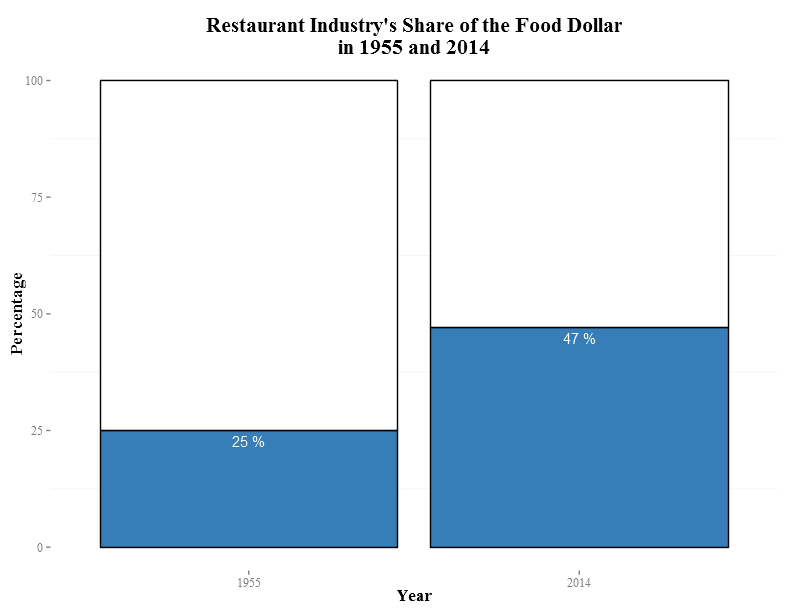 Restaurant Industry's Share of the Food Dollar
in 1955 and 2014
Percentage
100
75
50
25
0
25 %
47 %
1955
2014
Year